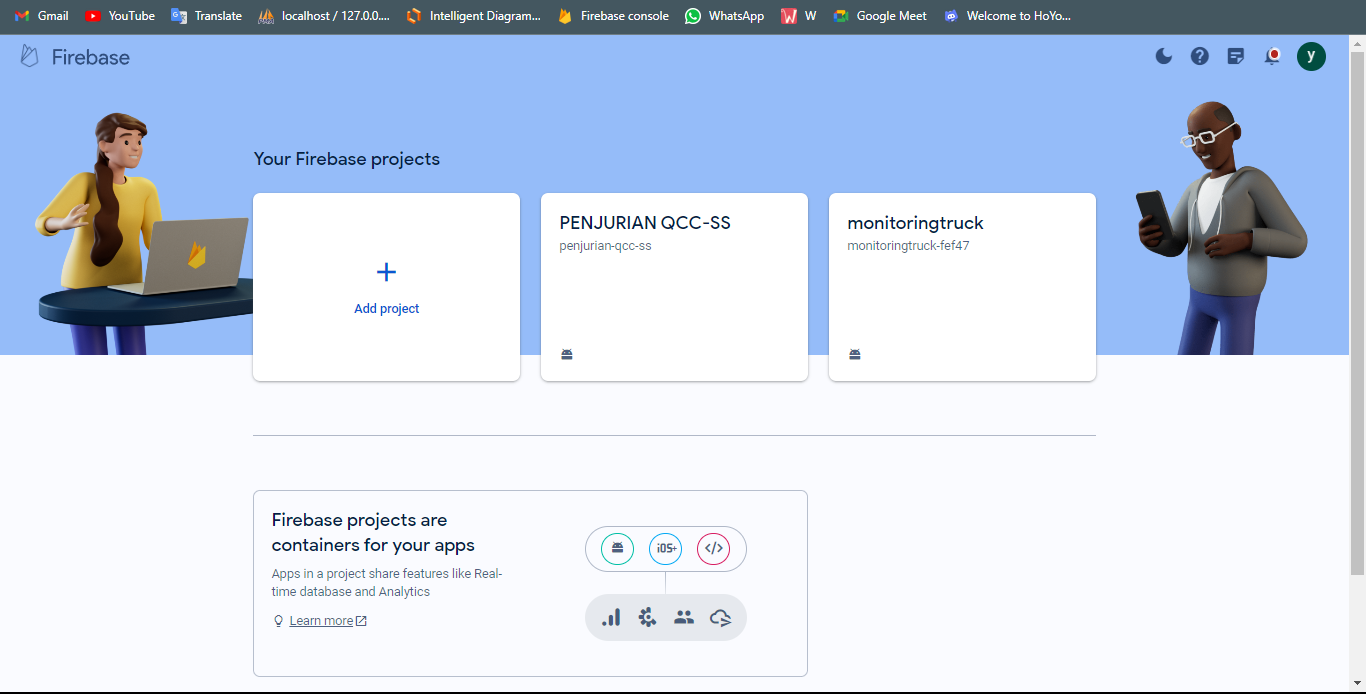 Gmail YouTube Translate localhost / 127.0.0.... Intelligent Diagram... Firebase console WhatsApp W Google Meet Welcome to HoYo...
Firebase
y
Your Firebase projects
Add project
PENJURIAN QCC-SS
penjurian-qcc-ss
monitoringtruck
monitoringtruck-fef47
Firebase projects are
containers for your apps
Apps in a project share features like Real-
time database and Analytics
Learn more
iOS+